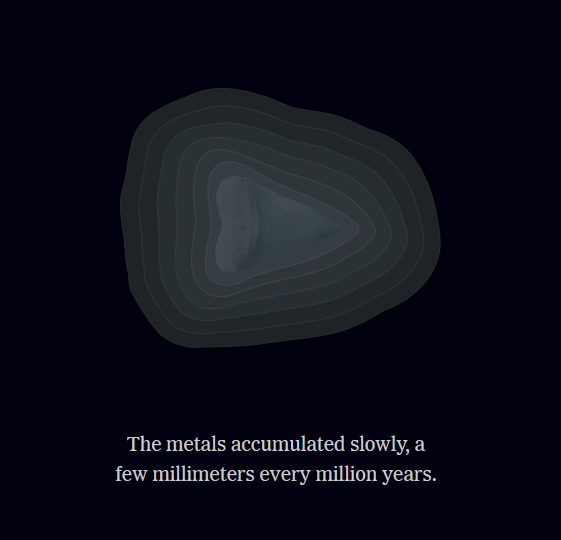 The metals accumulated slowly, a
few millimeters every million years.